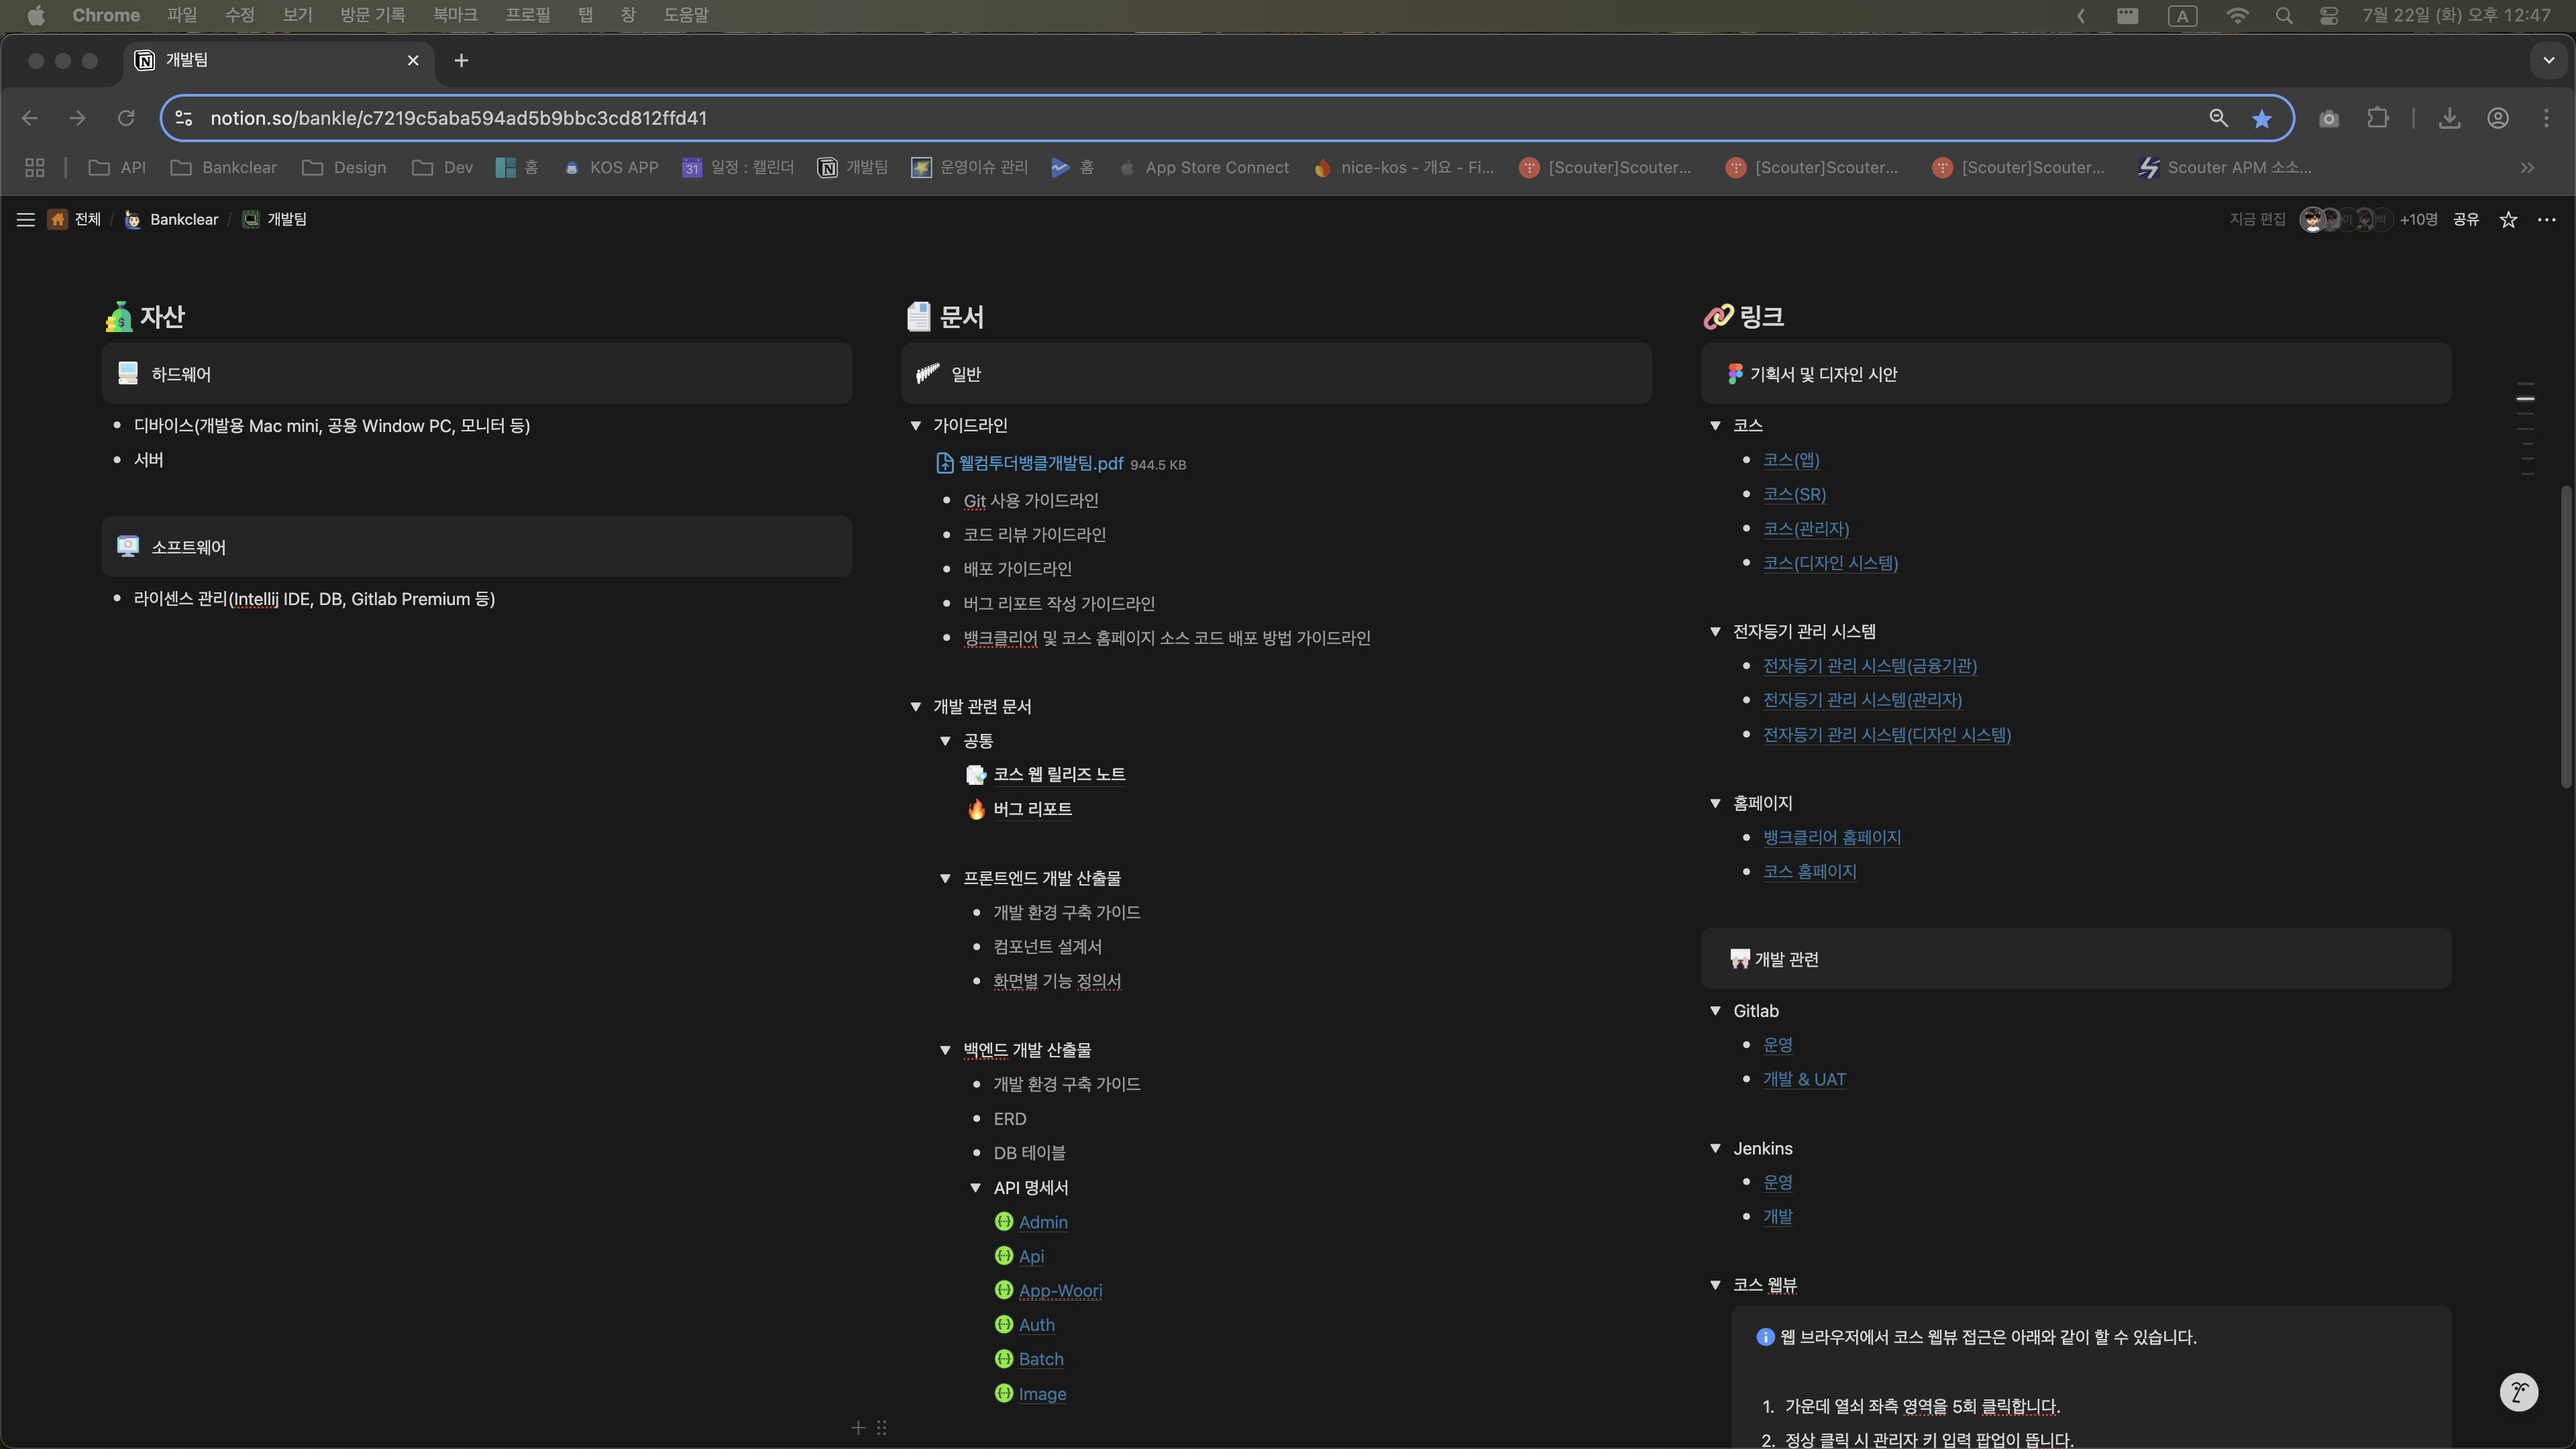 Chrome 파일 수정 보기 방문 기록 북마크 프로필 탭 창 도움말
A 7월 22일 (화) 오후 12:47
개발팀
notion.so/bankle/c7219c5aba594ad5b9bbc3cd812ffd41
API Bankclear Design Dev 홈 KOS APP 31 일정 : 캘린더 개발팀 운영이슈 관리 홈 App Store Connect nice-kos - 개요 - Fi... [Scouter]Scouter... [Scouter]Scouter... [Scouter]Scouter... Scouter APM 소소...
전체 / Bankclear / 개발팀
지금 편집 이 박 +10명 공유
자산
하드웨어
디바이스(개발용 Mac mini, 공용 Window PC, 모니터 등)
서버
소프트웨어
라이센스 관리(Intellij IDE, DB, Gitlab Premium 등)
문서
일반
가이드라인
웰컴투더뱅클개발팀.pdf 944.5 KB
Git 사용 가이드라인
코드 리뷰 가이드라인
배포 가이드라인
버그 리포트 작성 가이드라인
뱅크클리어 및 코스 홈페이지 소스 코드 배포 방법 가이드라인
개발 관련 문서
공통
코스 웹 릴리즈 노트
버그 리포트
프론트엔드 개발 산출물
개발 환경 구축 가이드
컴포넌트 설계서
화면별 기능 정의서
백엔드 개발 산출물
개발 환경 구축 가이드
ERD
DB 테이블
API 명세서
Admin
Api
App-Woori
Auth
Batch
Image
링크
기획서 및 디자인 시안
코스
코스(앱)
코스(SR)
코스(관리자)
코스(디자인 시스템)
전자등기 관리 시스템
전자등기 관리 시스템(금융기관)
전자등기 관리 시스템(관리자)
전자등기 관리 시스템(디자인 시스템)
홈페이지
뱅크클리어 홈페이지
코스 홈페이지
개발 관련
Gitlab
운영
개발 & UAT
Jenkins
운영
개발
코스 웹뷰
웹 브라우저에서 코스 웹뷰 접근은 아래와 같이 할 수 있습니다.
1. 가운데 열쇠 좌측 영역을 5회 클릭합니다.
2. 정상 클릭 시 관리자 키 입력 팝업이 뜹니다.